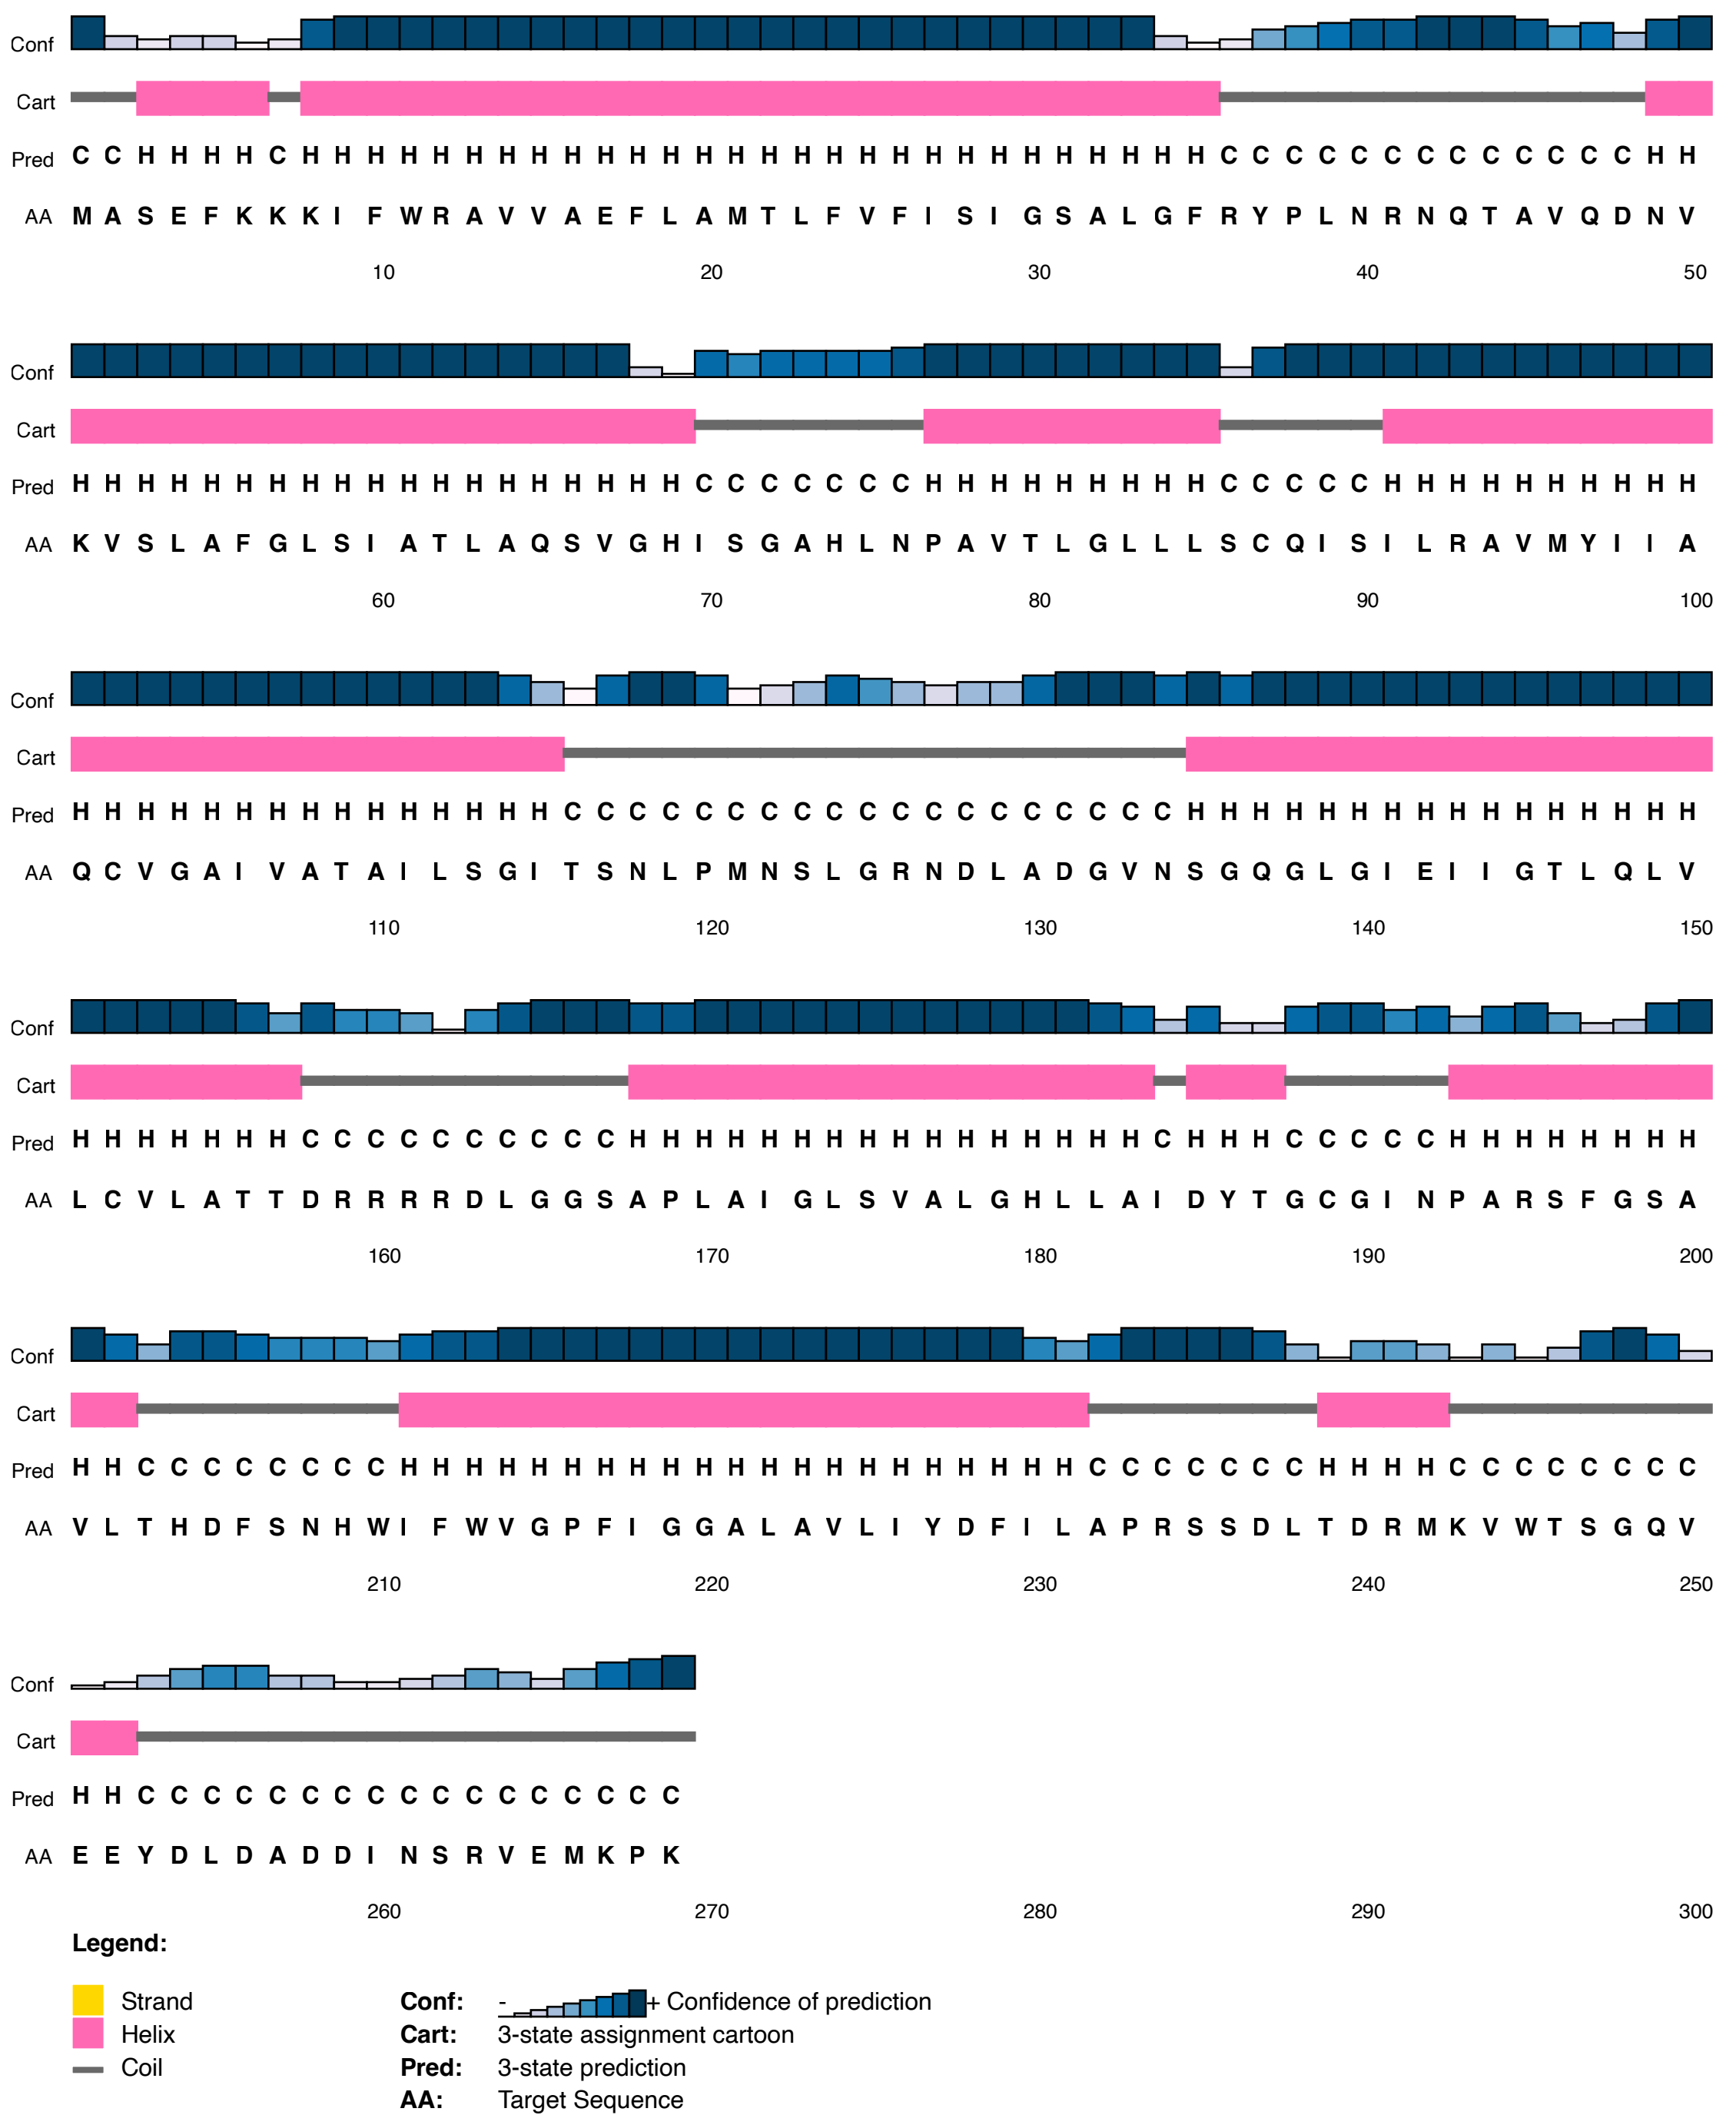 Conf
Cart
Pred C C H H H H C H H H H H H H H H H H H H H H H H H H H H H H H H H H H C C C C C C C C C C C C C H H
AA M A S E F K K K I F W R A V V A E F L A M T L F V F I S I G S A L G F R Y P L N R N Q T A V Q D N V
10 20 30 40 50
Conf
Cart
Pred H H H H H H H H H H H H H H H H H H H C C C C C C C H H H H H H H H H C C C C C H H H H H H H H H H
AA K V S L A F G L S I A T L A Q S V G H I S G A H L N P A V T L G L L L S C Q I S I L R A V M Y I I A
60 70 80 90 100
Conf
Cart
Pred H H H H H H H H H H H H H H H C C C C C C C C C C C C C C C C C C C H H H H H H H H H H H H H H H H
AA Q C V G A I V A T A I L S G I T S N L P M N S L G R N D L A D G V N S G Q G L G I E I I G T L Q L V
110 120 130 140 150
Conf
Cart
Pred H H H H H H H C C C C C C C C C C H H H H H H H H H H H H H H H H C H H H C C C C C H H H H H H H H
AA L C V L A T T D R R R R D L G G S A P L A I G L S V A L G H L L A I D Y T G C G I N P A R S F G S A
160 170 180 190 200
Conf
Cart
Pred H H C C C C C C C C H H H H H H H H H H H H H H H H H H H H H C C C C C C C H H H H C C C C C C C C
AA V L T H D F S N H W I F W V G P F I G G A L A V L I Y D F I L A P R S S D L T D R M K V W T S G Q V
210 220 230 240 250
Conf
Cart
Pred H H C C C C C C C C C C C C C C C C C
AA E E Y D L D A D D I N S R V E M K P K
260 270 280 290 300
Legend:
Strand Conf: - + Confidence of prediction
Helix Cart: 3-state assignment cartoon
Coil Pred: 3-state prediction
AA: Target Sequence